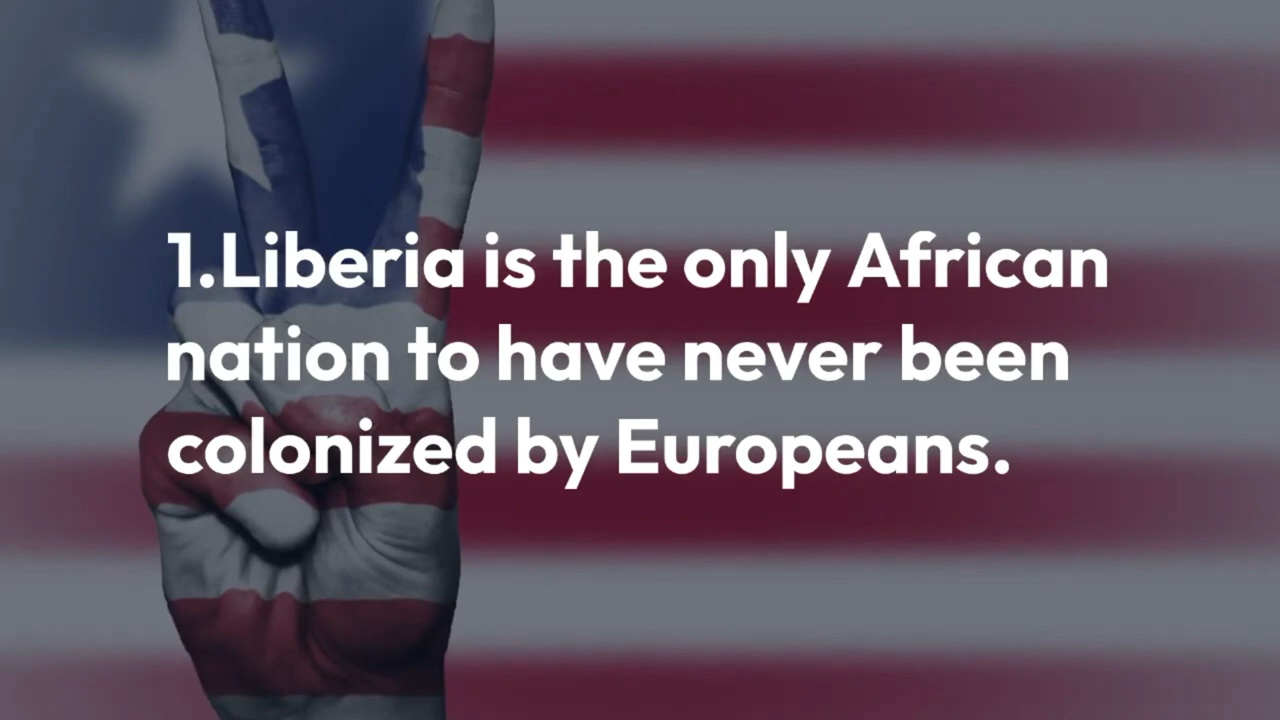 1.Liberia is the only African
nation to have never been
colonized by Europeans.